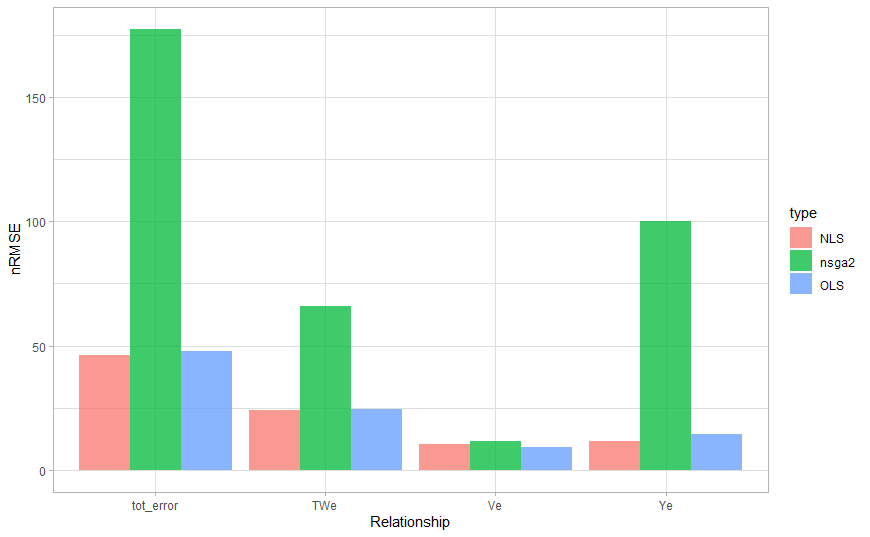 150
100
50
0
nRMSE
tot_error
TWe
Ve
Ye
Relationship
type
NLS
nsga2
OLS